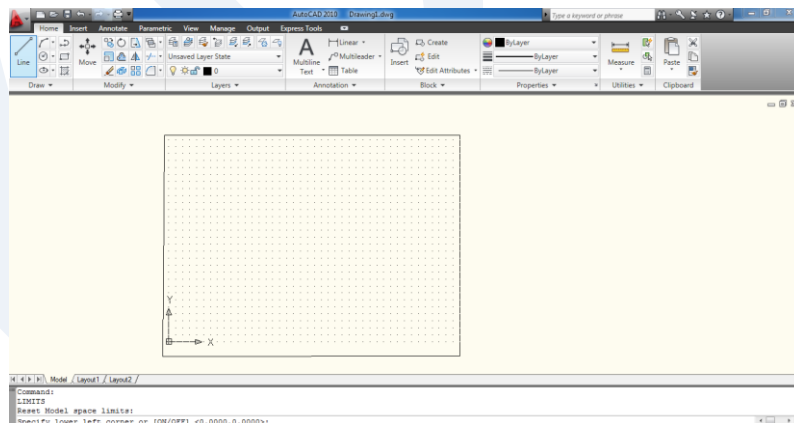 AutoCAD 2010 Drawing1.dwg
Type a keyword or phrase
Home Insert Annotate Parametric View Manage Output Express Tools
Line
Move
Unsaved Layer State
0
A
Multiline Text
Linear
Multileader
Table
Insert
Create
Edit
Edit Attributes
ByLayer
ByLayer
ByLayer
Measure
Paste
Draw Modify Layers Annotation Block Properties Utilities Clipboard
Y
X
Model Layout1 Layout2
Command:
LIMITS
Reset Model space limits:
Specify lower left corner or [ON/OFF] <0.0000,0.0000>: